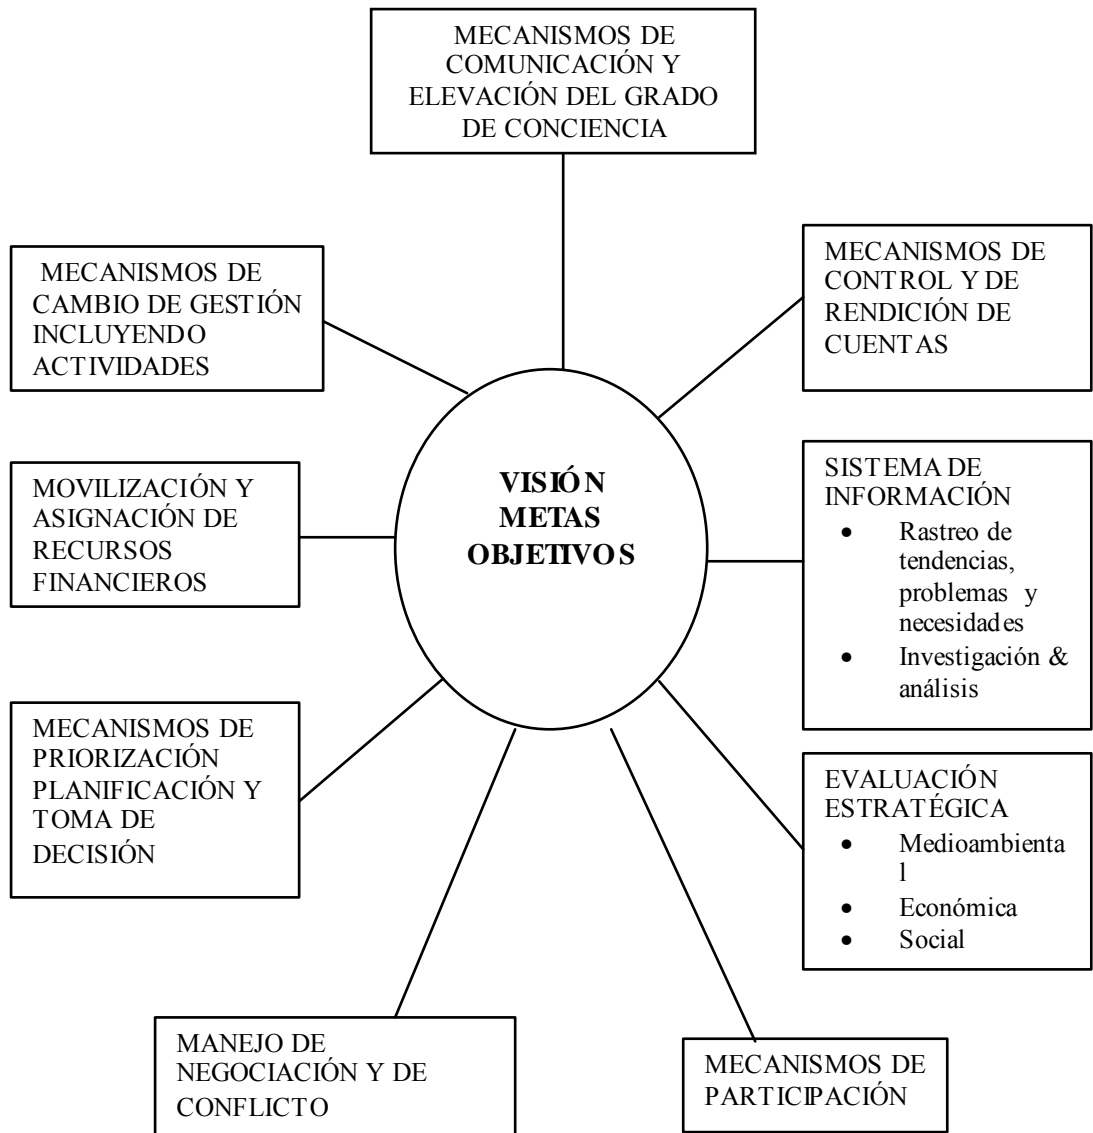 MECANISMOS DE
COMUNICACIÓN Y
ELEVACIÓN DEL GRADO
DE CONCIENCIA
MECANISMOS DE
CAMBIO DE GESTIÓN
INCLUYENDO
ACTIVIDADES
MECANISMOS DE
CONTROL Y DE
RENDICIÓN DE
CUENTAS
VISIÓN
METAS
OBJETIVOS
MOVILIZACIÓN Y
ASIGNACIÓN DE
RECURSOS
FINANCIEROS
SISTEMA DE
INFORMACIÓN
• Rastreo de
tendencias,
problemas y
necesidades
• Investigación &
análisis
MECANISMOS DE
PRIORIZACIÓN
PLANIFICACIÓN Y
TOMA DE
DECISIÓN
EVALUACIÓN
ESTRATÉGICA
• Medioambienta
l
• Económica
• Social
MANEJO DE
NEGOCIACIÓN Y DE
CONFLICTO
MECANISMOS DE
PARTICIPACIÓN